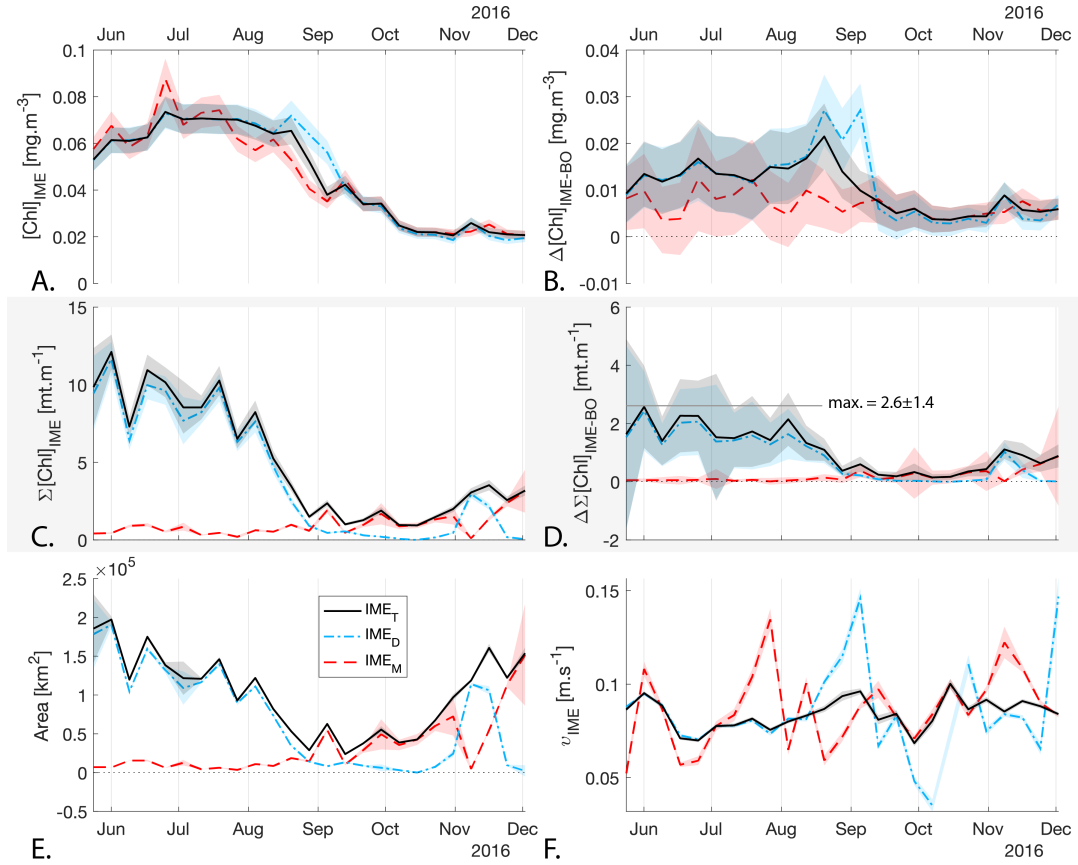 2016
Jun Jul Aug Sep Oct Nov Dec
0.1
0.08
0.06
0.04
0.02
0
[Chl]IME [mg.m-3]
A.
2016
Jun Jul Aug Sep Oct Nov Dec
0.04
0.03
0.02
0.01
0
-0.01
Δ[Chl]IME-BO [mg.m-3]
B.
15
10
5
0
Σ[Chl]IME [mt.m-1]
C.
6
4
2
0
-2
ΔΣ[Chl]IME-BO [mt.m-1]
max. = 2.6±1.4
D.
×10^5
2.5
2
1.5
1
0.5
0
-0.5
Area [km2]
IME_T
IME_D
IME_M
Jun Jul Aug Sep Oct Nov Dec
2016
E.
0.15
0.1
0.05
υIME [m.s-1]
Jun Jul Aug Sep Oct Nov Dec
2016
F.